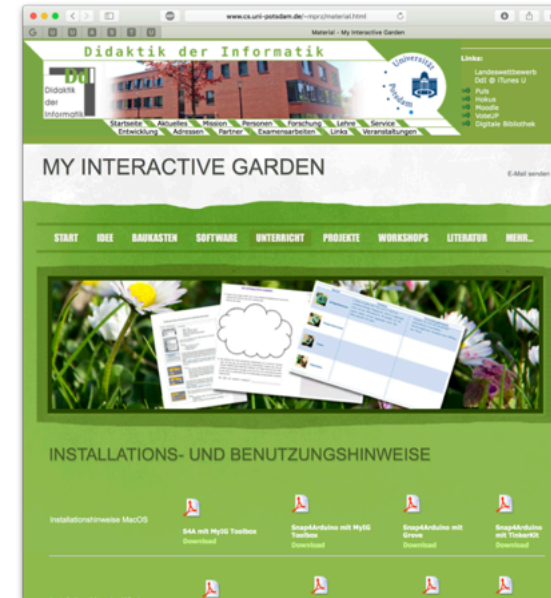 www.cs.uni-potsdam.de/~mprz/material.html
Material – My Interactive Garden
Didaktik der Informatik
DdI
Didaktik
der
Informatik
Universität
Potsdam
Startseite Aktuelles Mission Personen Forschung Lehre Service
Entwicklung Adressen Partner Examensarbeiten Links Veranstaltungen
Links:
Landeswettbewerb
DdI @ iTunes U
Puls
Hokus
Moodle
VoteUP
Digitale Bibliothek
MY INTERACTIVE GARDEN
E-Mail senden
START IDEE BAUKASTEN SOFTWARE UNTERRICHT PROJEKTE WORKSHOPS LITERATUR MEHR...
INSTALLATIONS- UND BENUTZUNGSHINWEISE
Installationshinweise MacOS
S4A mit MyIG Toolbox
Download
Snap4Arduino mit MyIG
Toolbox
Download
Snap4Arduino mit
Grove
Download
Snap4Arduino
mit TinkerKit
Download